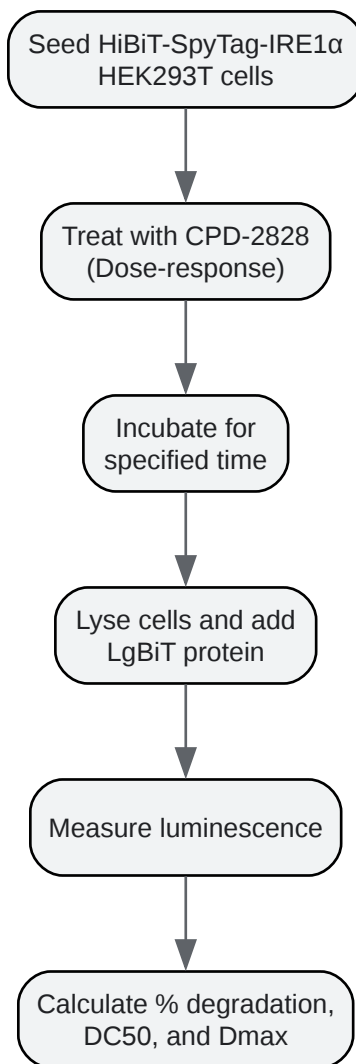 Seed HiBiT-SpyTag-IRE1α
HEK293T cells
Treat with CPD-2828
(Dose-response)
Incubate for
specified time
Lyse cells and add
LgBiT protein
Measure luminescence
Calculate % degradation,
DC50, and Dmax